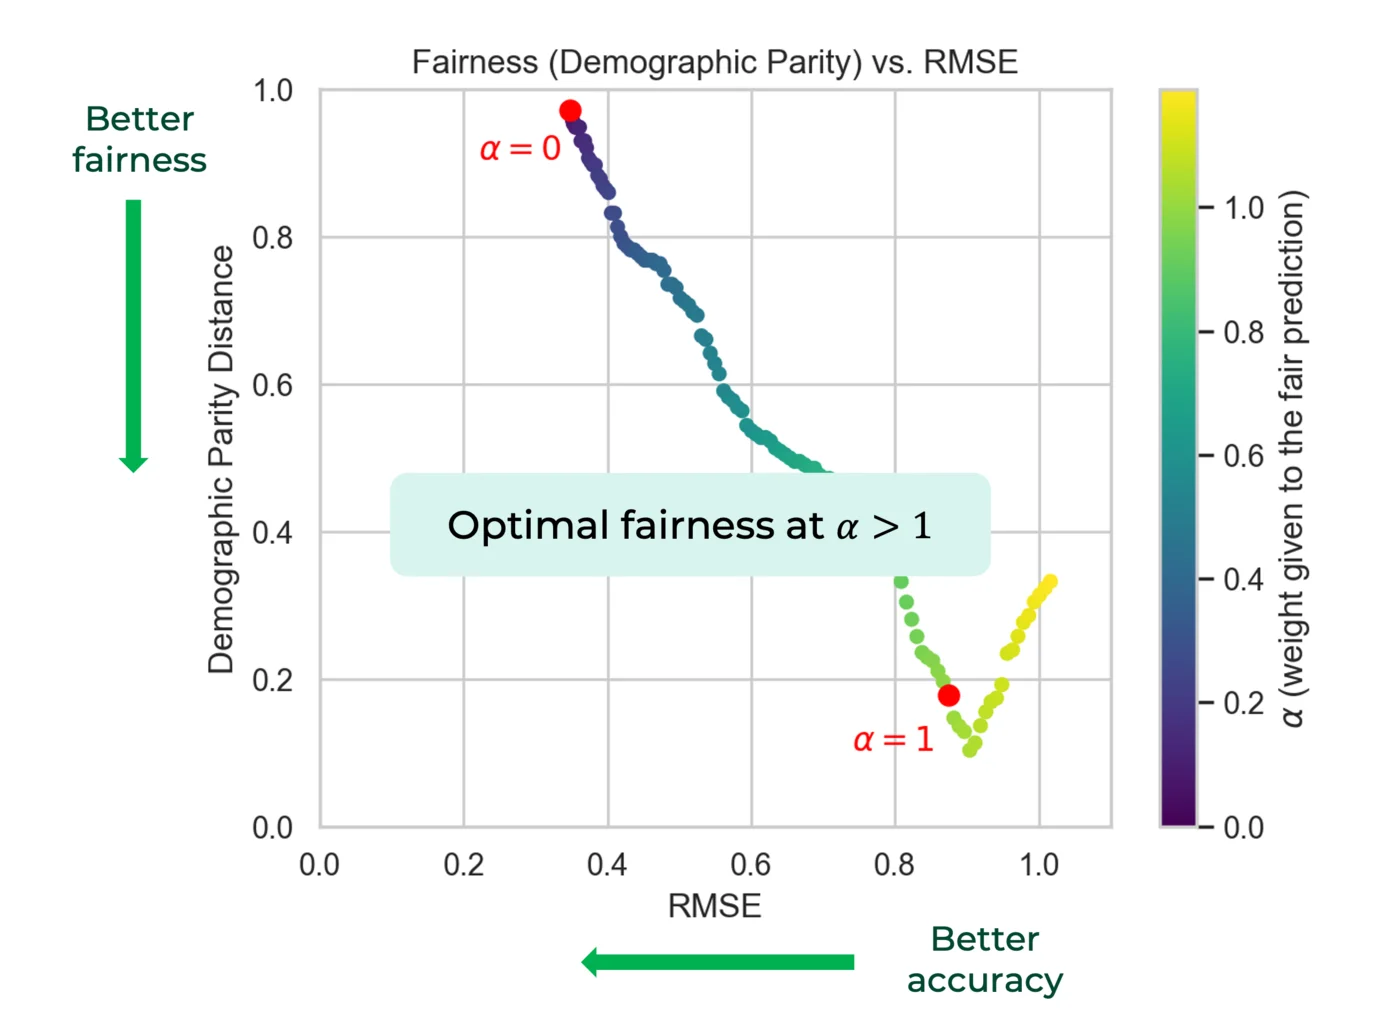 Fairness (Demographic Parity) vs. RMSE
Better
fairness
Demographic Parity Distance
1.0
0.8
0.6
0.4
0.2
0.0
α = 0
Optimal fairness at α > 1
α = 1
0.0 0.2 0.4 0.6 0.8 1.0
RMSE
Better
accuracy
1.0
0.8
0.6
0.4
0.2
0.0
α (weight given to the fair prediction)